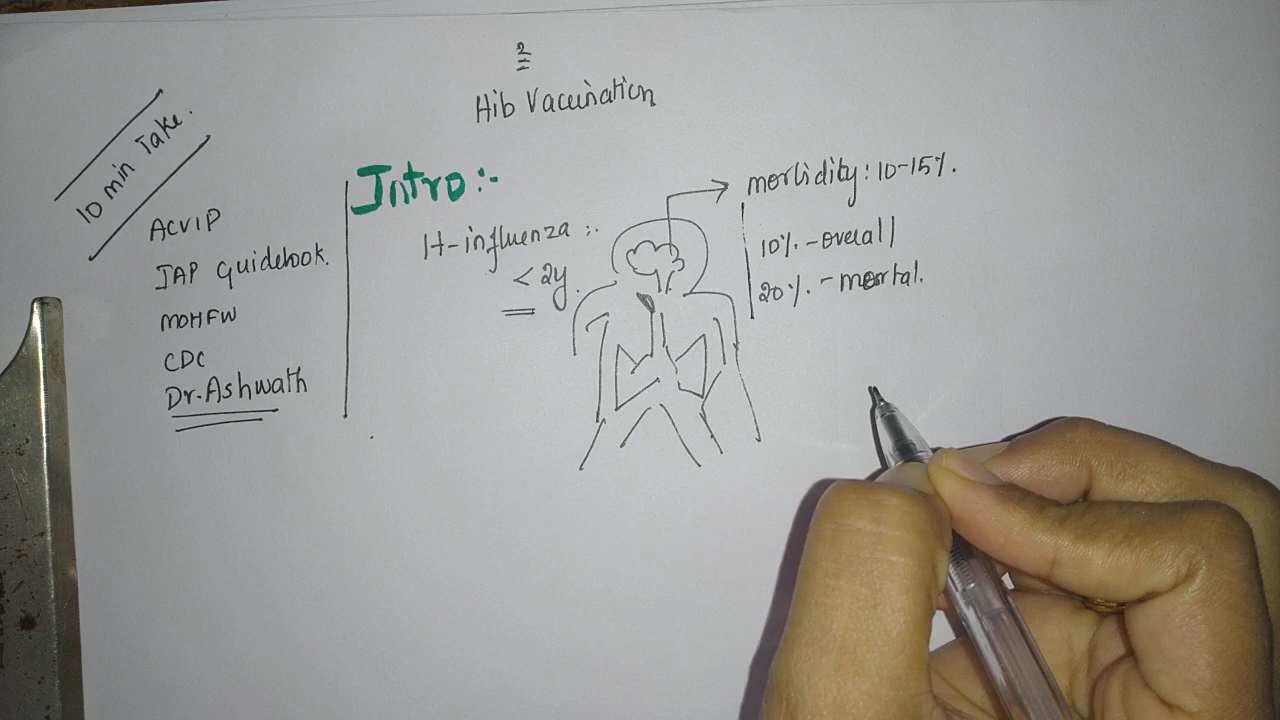 2
Hib Vaccination
10 min Take.
ACVIP
IAP Guidebook.
MOHFW
CDC
Dr. Ashwath
Intro:-
H-influenza :.
< 2y.
morbidity: 10-15%.
10%. - overall
20%. - mortal.